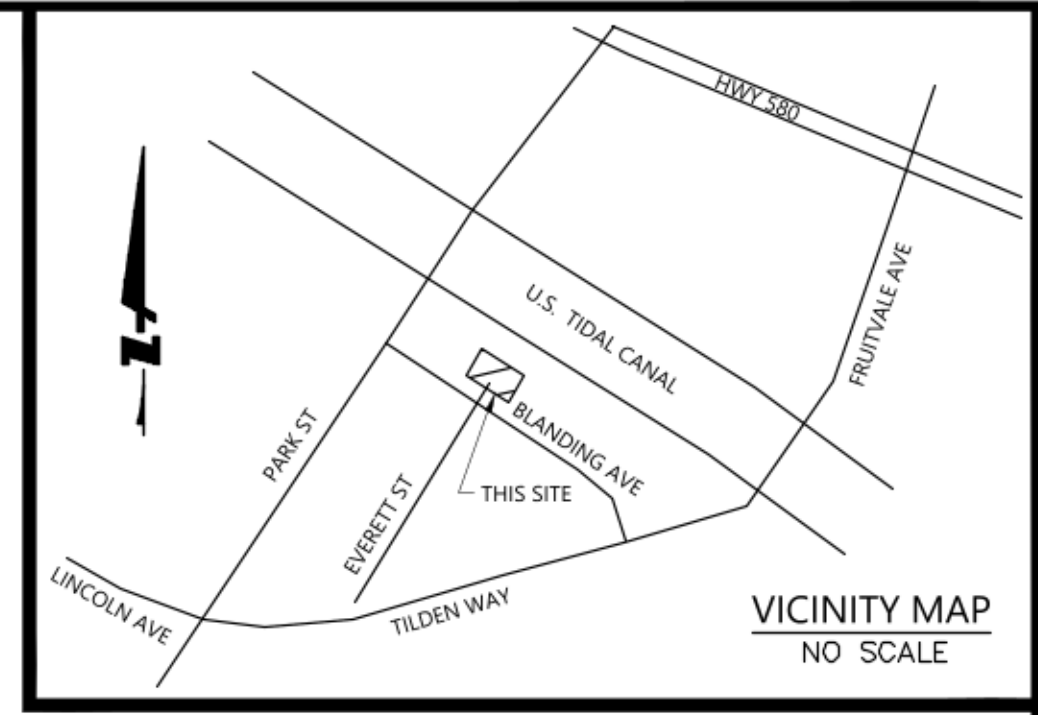 HWY 580
FRUITVALE AVE
U.S. TIDAL CANAL
PARK ST
BLANDING AVE
THIS SITE
EVERETT ST
LINCOLN AVE
TILDEN WAY
VICINITY MAP
NO SCALE
N